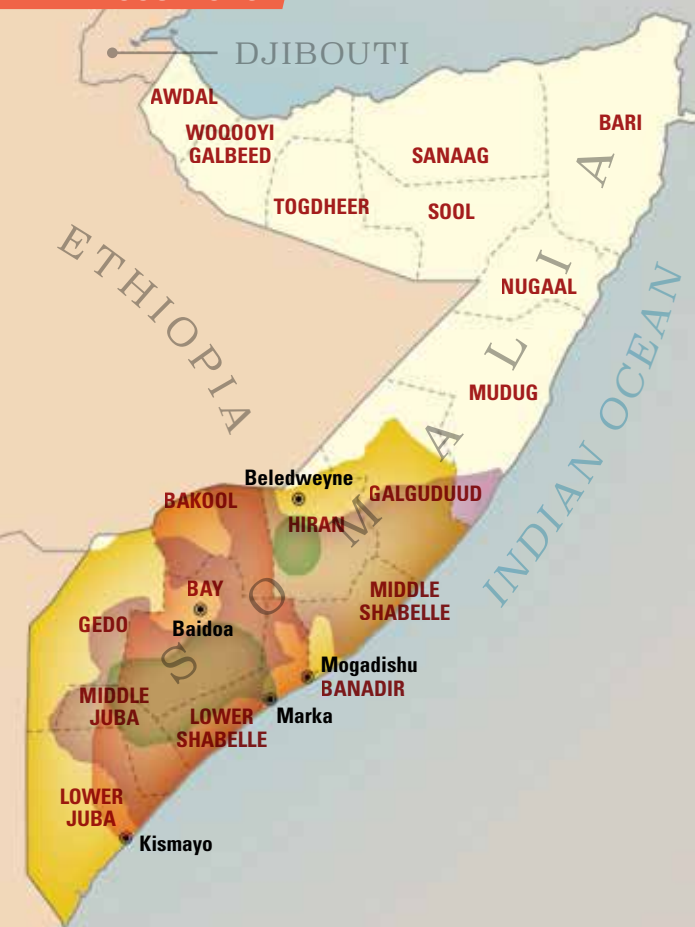 DJIBOUTI
AWDAL
WOQOOYI
GALBEED
BARI
SANAAG
TOGDHEER
SOOL
ETHIOPIA
NUGAAL
SOMALIA
INDIAN OCEAN
MUDUG
Beledweyne
BAKOOL
GALGUDUUD
HIRAN
BAY
MIDDLE
SHABELLE
GEDO
Baidoa
Mogadishu
BANADIR
MIDDLE
JUBA
LOWER
SHABELLE
Marka
LOWER
JUBA
Kismayo